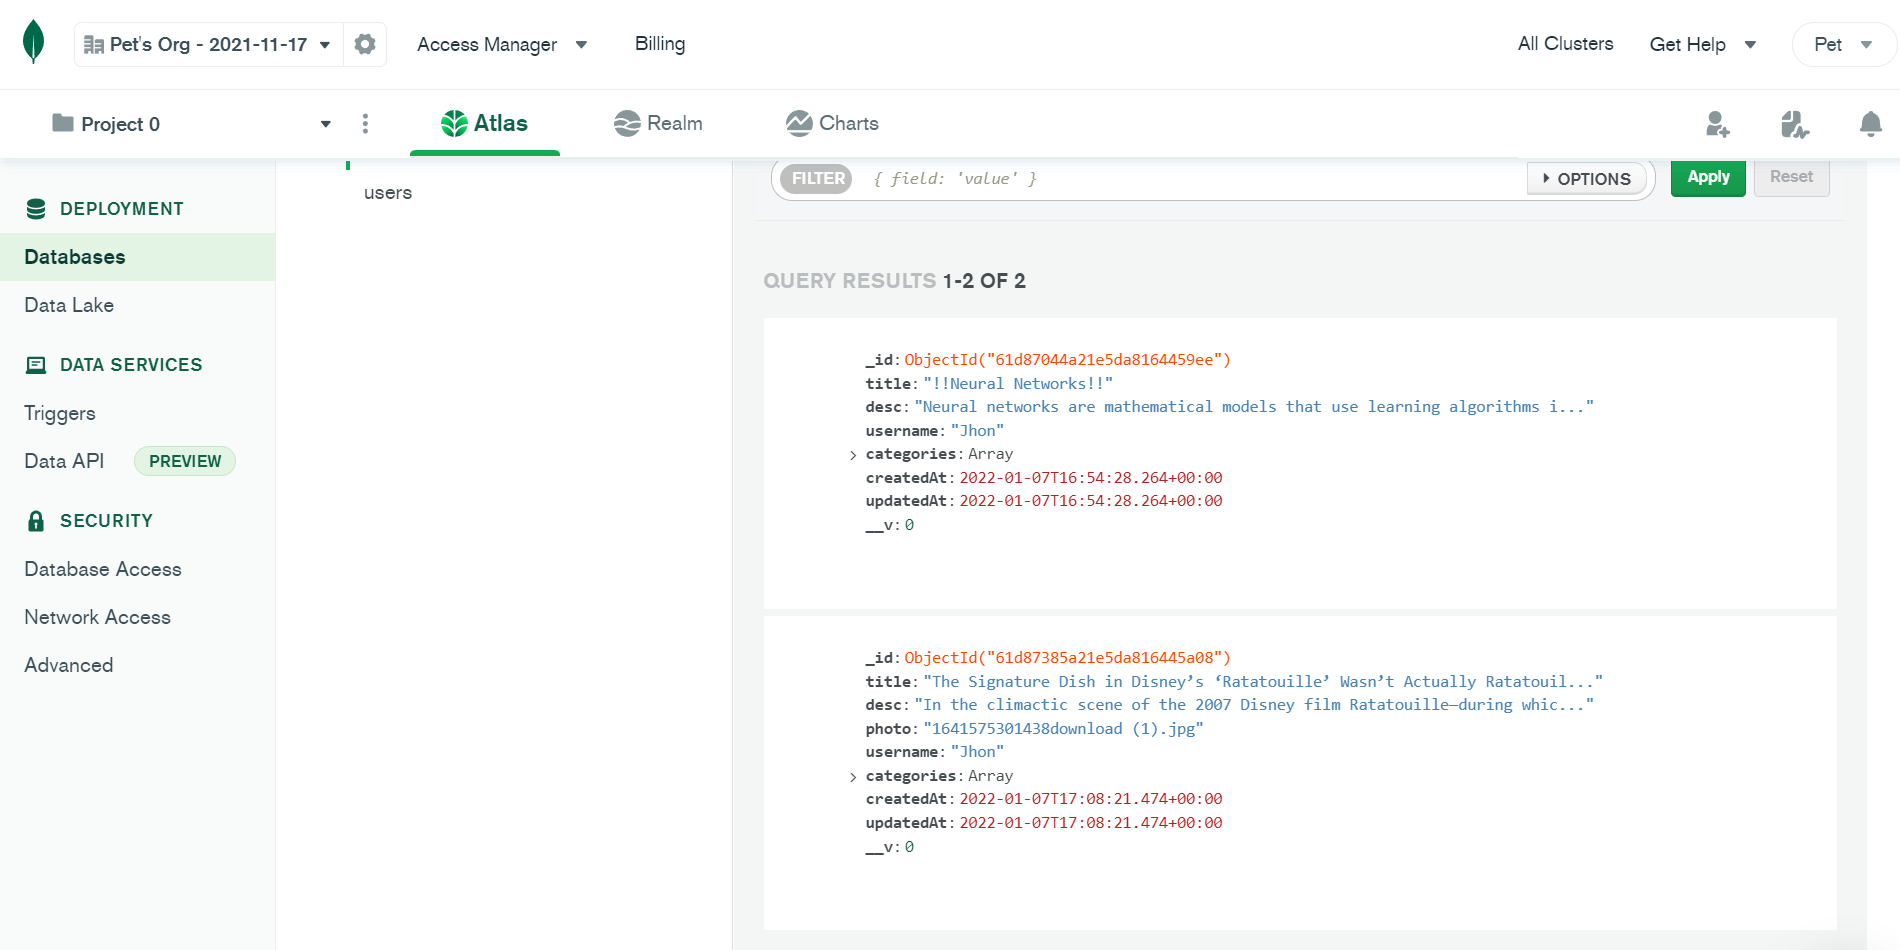 Pet's Org - 2021-11-17
Access Manager
Billing
All Clusters
Get Help
Pet
Project 0
Atlas
Realm
Charts
DEPLOYMENT
Databases
Data Lake
DATA SERVICES
Triggers
Data API PREVIEW
SECURITY
Database Access
Network Access
Advanced
users
FILTER { field: 'value' }
OPTIONS
Apply
Reset
QUERY RESULTS 1-2 OF 2
_id: ObjectId("61d87044a21e5da8164459ee")
title: "!!Neural Networks!!"
desc: "Neural networks are mathematical models that use learning algorithms i..."
username: "Jhon"
categories: Array
createdAt: 2022-01-07T16:54:28.264+00:00
updatedAt: 2022-01-07T16:54:28.264+00:00
__v: 0
_id: ObjectId("61d87385a21e5da816445a08")
title: "The Signature Dish in Disney’s ‘Ratatouille’ Wasn’t Actually Ratatouil..."
desc: "In the climactic scene of the 2007 Disney film Ratatouille—during whic..."
photo: "1641575301438download (1).jpg"
username: "Jhon"
categories: Array
createdAt: 2022-01-07T17:08:21.474+00:00
updatedAt: 2022-01-07T17:08:21.474+00:00
__v: 0